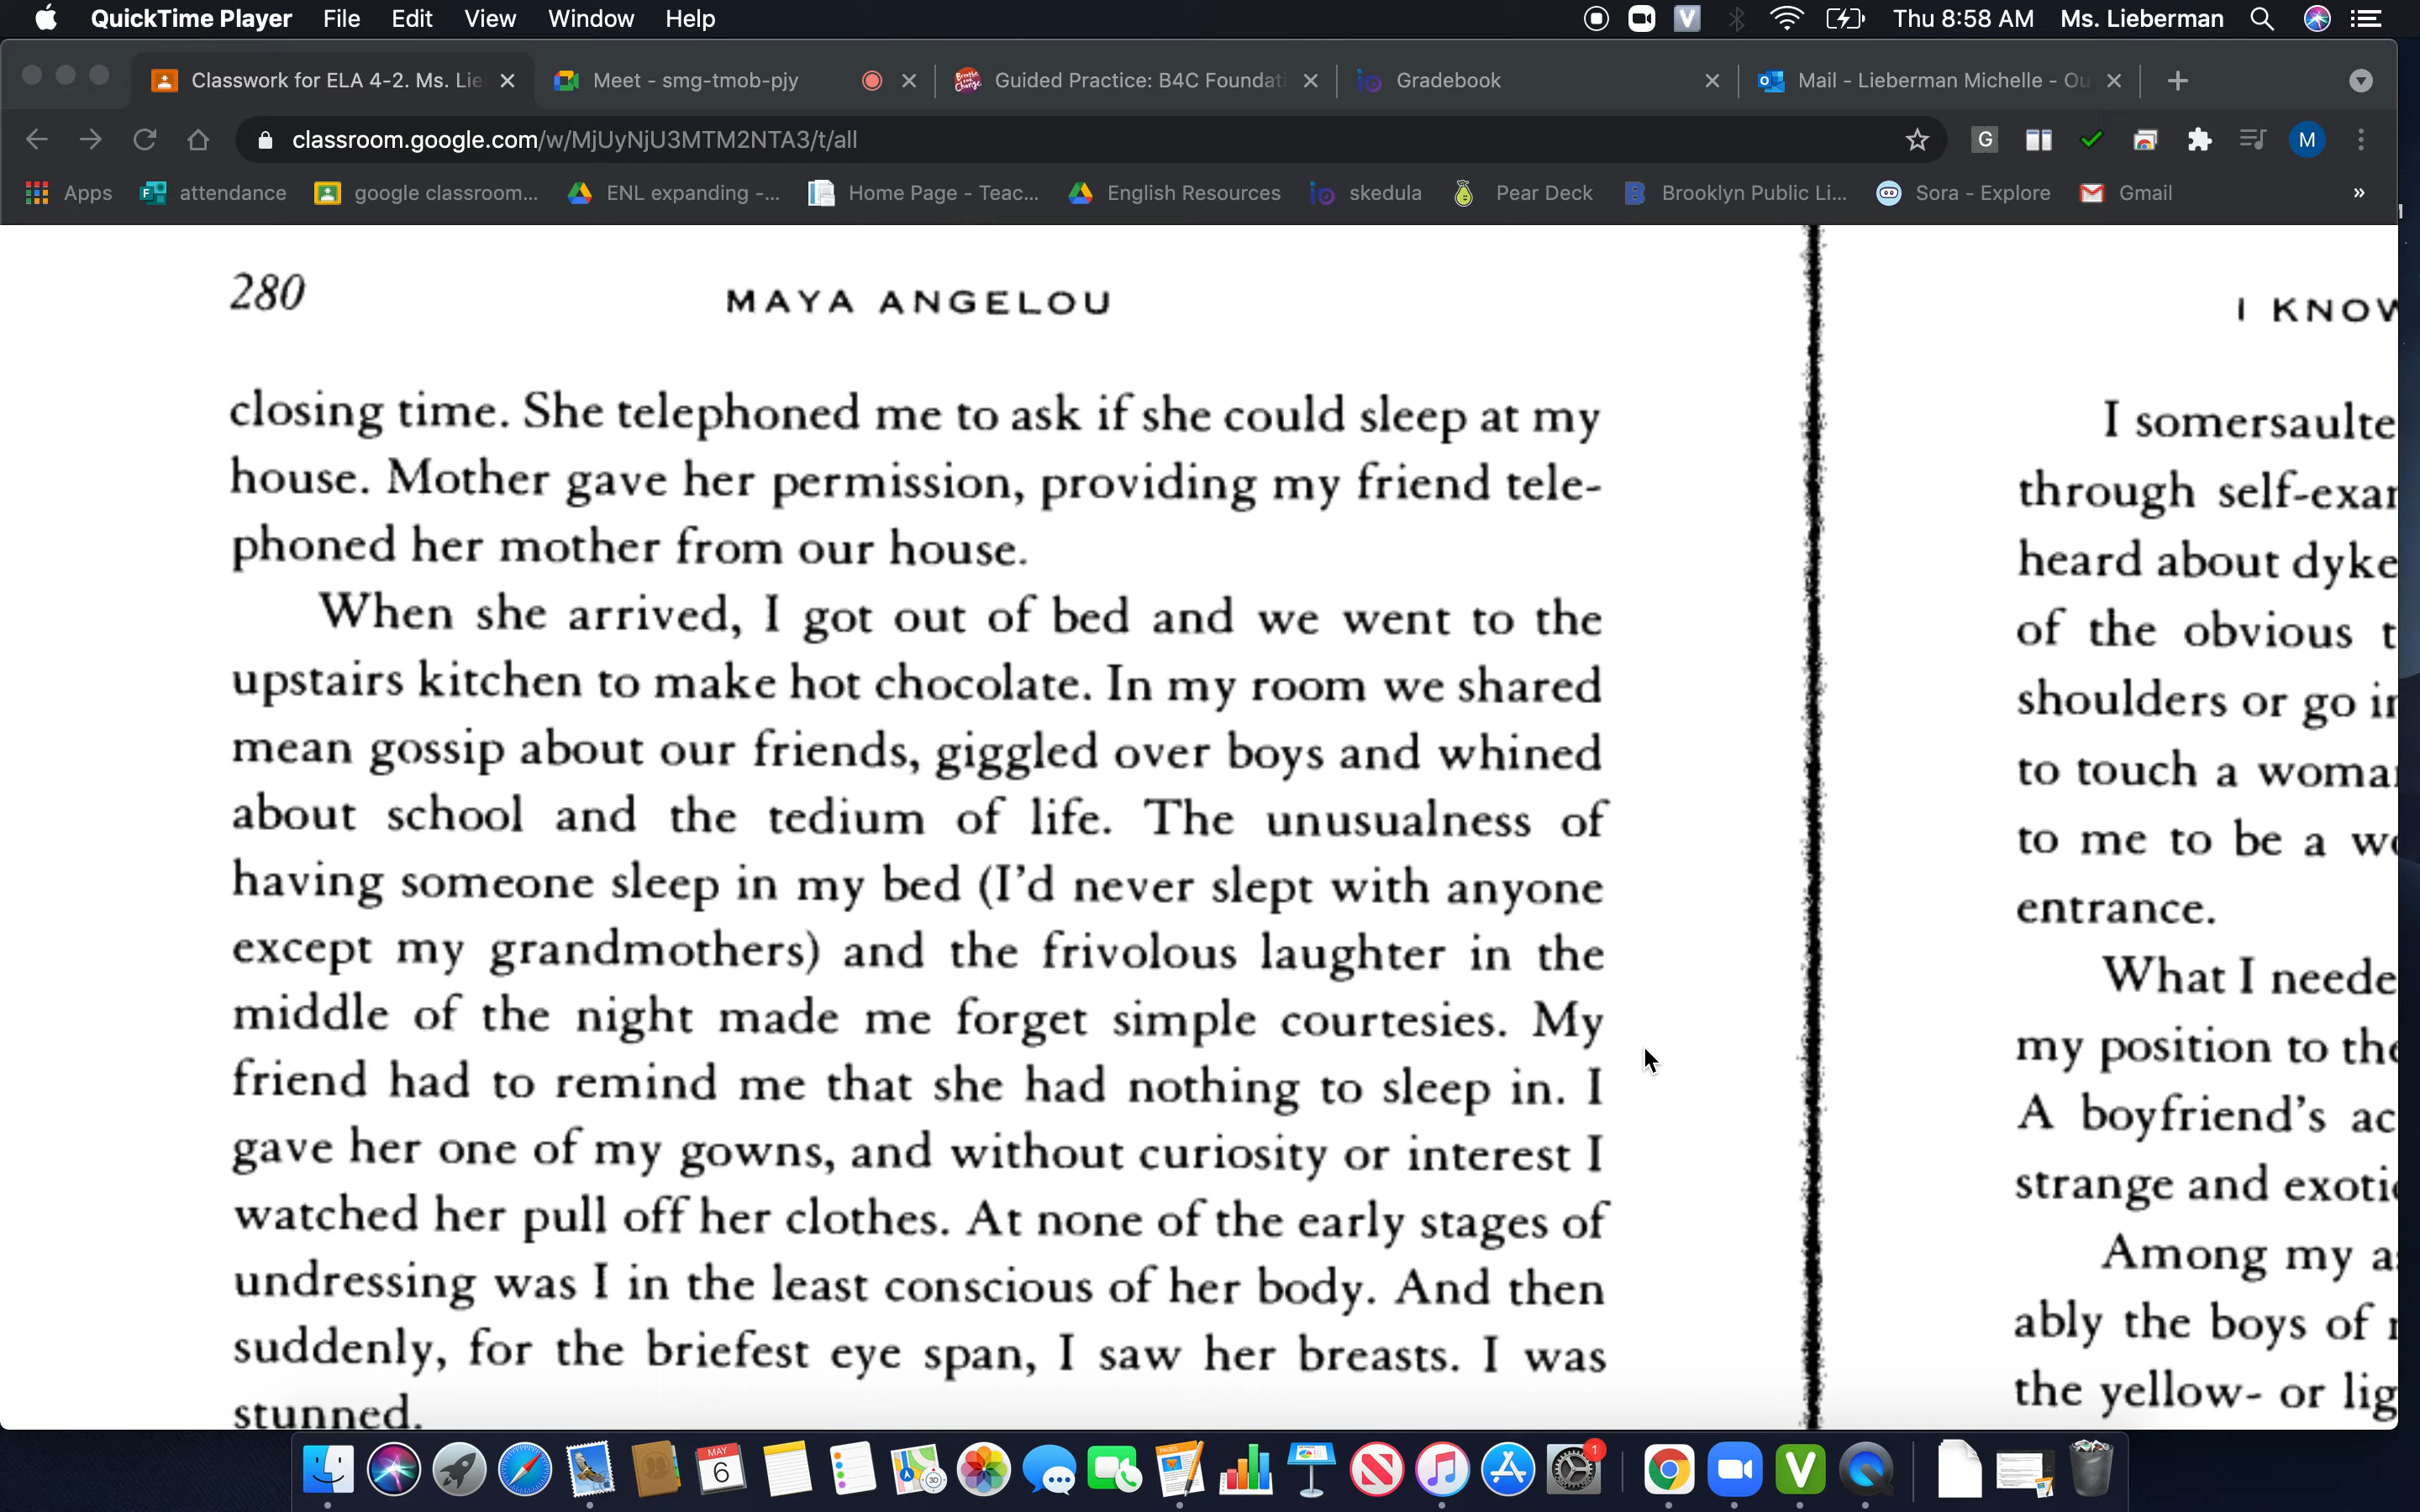 QuickTime Player File Edit View Window Help Thu 8:58 AM Ms. Lieberman
Classwork for ELA 4-2. Ms. Lie Meet - smg-tmob-pjy Guided Practice: B4C Foundati Gradebook Mail - Lieberman Michelle - Ou
classroom.google.com/w/MjUyNjU3MTM2NTA3/t/all
Apps attendance google classroom... ENL expanding -... Home Page - Teac... English Resources skedula Pear Deck Brooklyn Public Li... Sora - Explore Gmail
280 MAYA ANGELOU
closing time. She telephoned me to ask if she could sleep at my
house. Mother gave her permission, providing my friend tele-
phoned her mother from our house.
When she arrived, I got out of bed and we went to the
upstairs kitchen to make hot chocolate. In my room we shared
mean gossip about our friends, giggled over boys and whined
about school and the tedium of life. The unusualness of
having someone sleep in my bed (I'd never slept with anyone
except my grandmothers) and the frivolous laughter in the
middle of the night made me forget simple courtesies. My
friend had to remind me that she had nothing to sleep in. I
gave her one of my gowns, and without curiosity or interest I
watched her pull off her clothes. At none of the early stages of
undressing was I in the least conscious of her body. And then
suddenly, for the briefest eye span, I saw her breasts. I was
stunned.
I KNOW
I somersaulte
through self-exa
heard about dyke
of the obvious t
shoulders or go i
to touch a woma
to me to be a w
entrance.
What I neede
my position to the
A boyfriend's ac
strange and exoti
Among my a
ably the boys of
the yellow- or lig
MAY
6
1